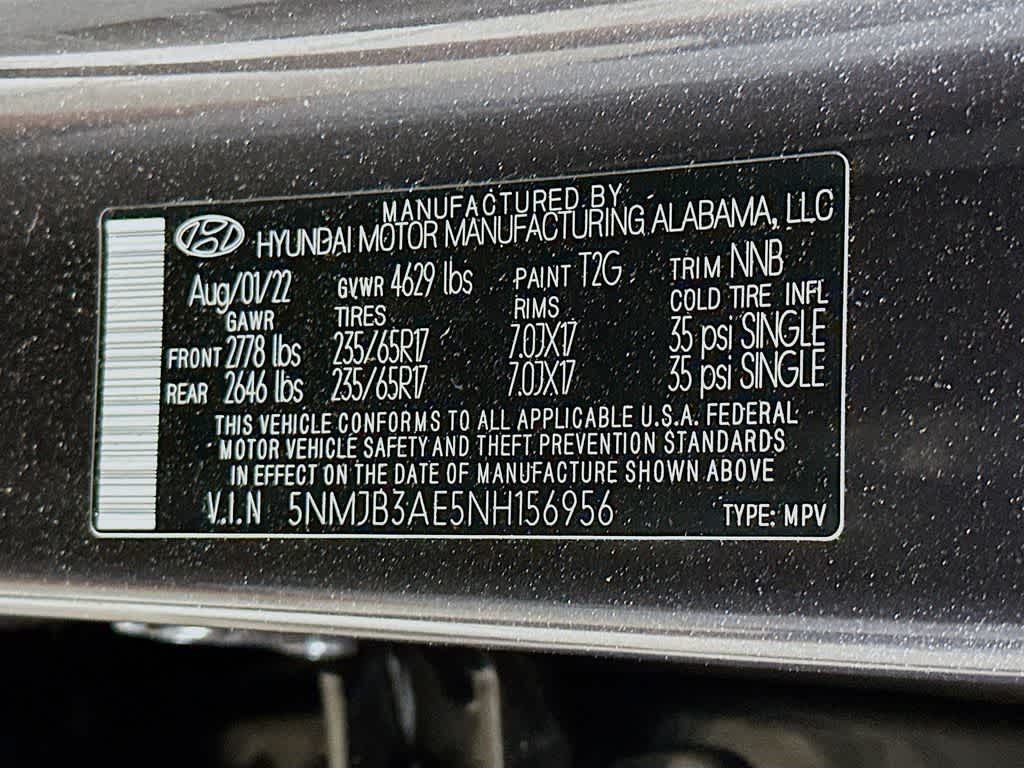 MANUFACTURED BY
HYUNDAI MOTOR MANUFACTURING ALABAMA, LLC
Aug/01/22 GVWR 4629 lbs PAINT T2G TRIM NNB
GAWR TIRES RIMS COLD TIRE INFL
FRONT 2778 lbs 235/65R17 7.0JX17 35 psi SINGLE
REAR 2646 lbs 235/65R17 7.0JX17 35 psi SINGLE
THIS VEHICLE CONFORMS TO ALL APPLICABLE U.S.A. FEDERAL
MOTOR VEHICLE SAFETY AND THEFT PREVENTION STANDARDS
IN EFFECT ON THE DATE OF MANUFACTURE SHOWN ABOVE
V.I.N 5NMJB3AE5NH156956 TYPE: MPV